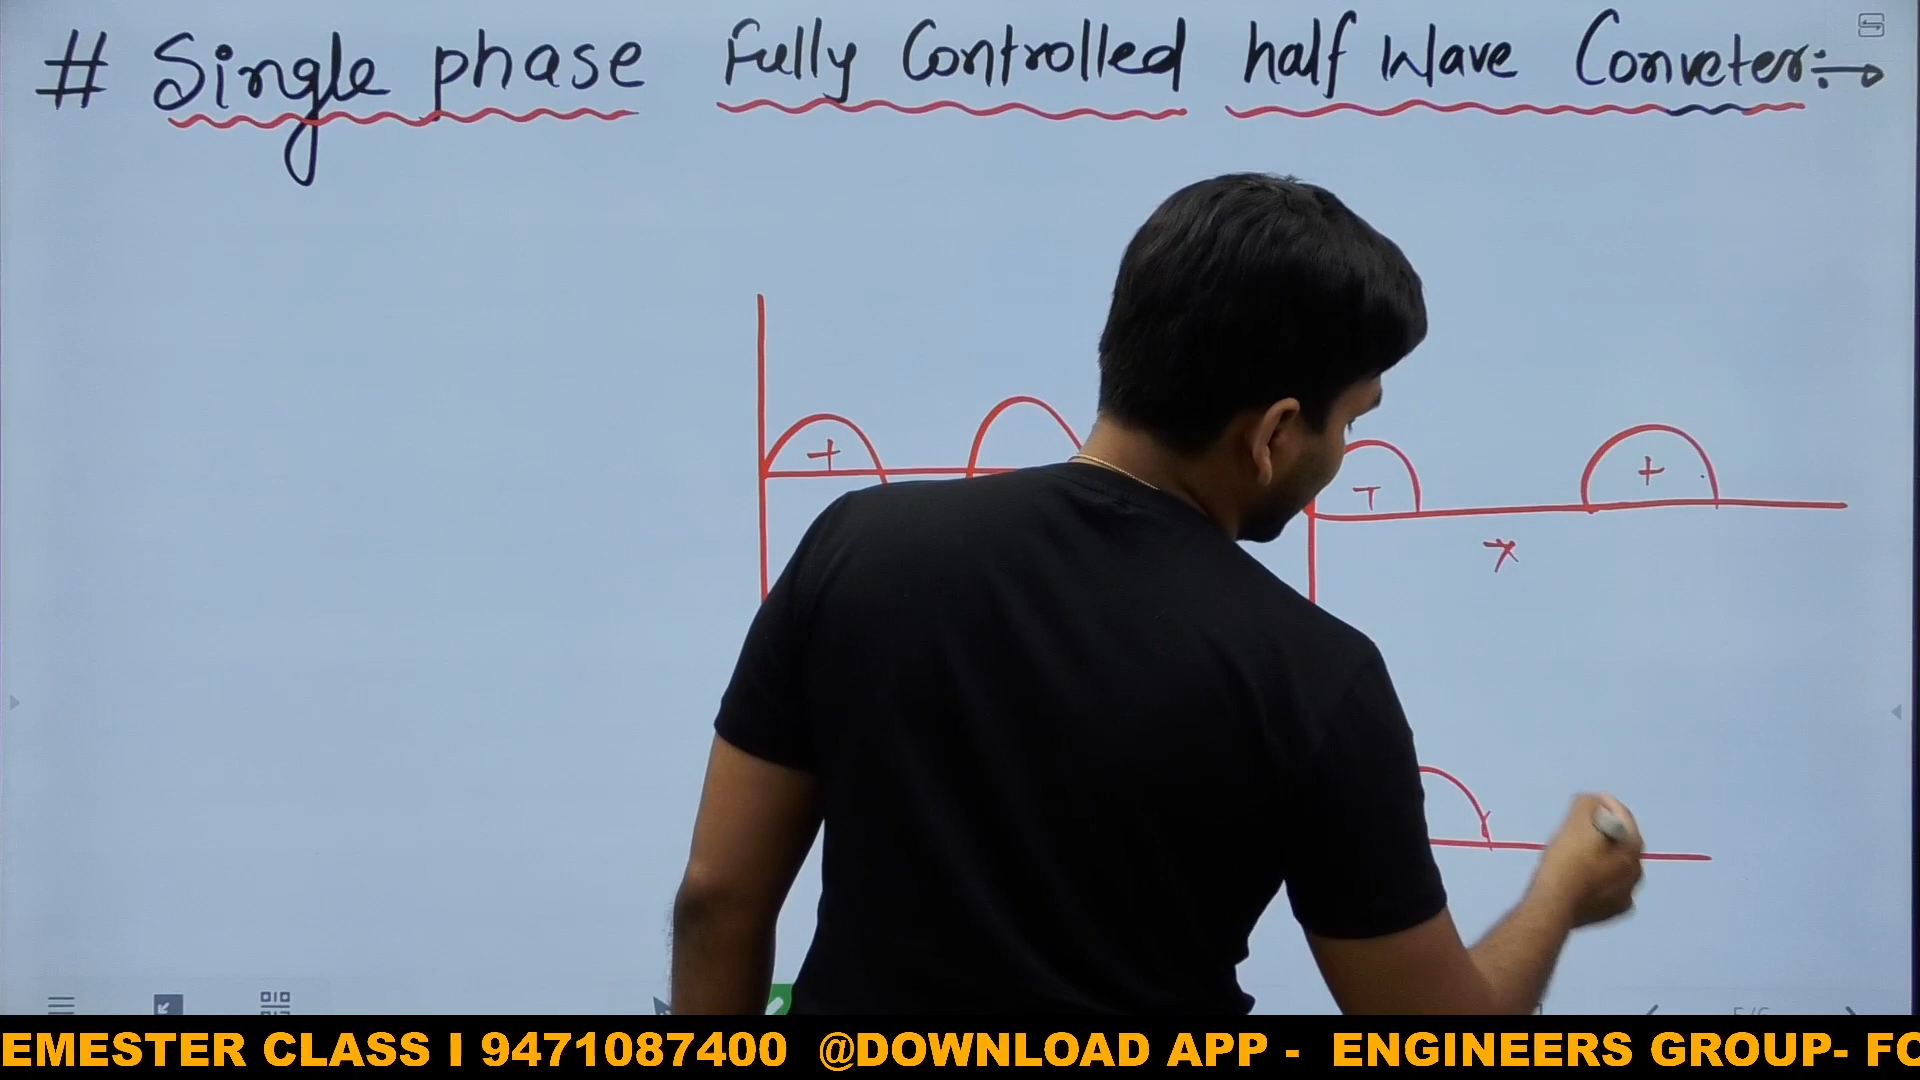 # Single phase Fully Controlled half Wave Conveter:→
+ + +
EMESTER CLASS I 9471087400 @DOWNLOAD APP - ENGINEERS GROUP- FO